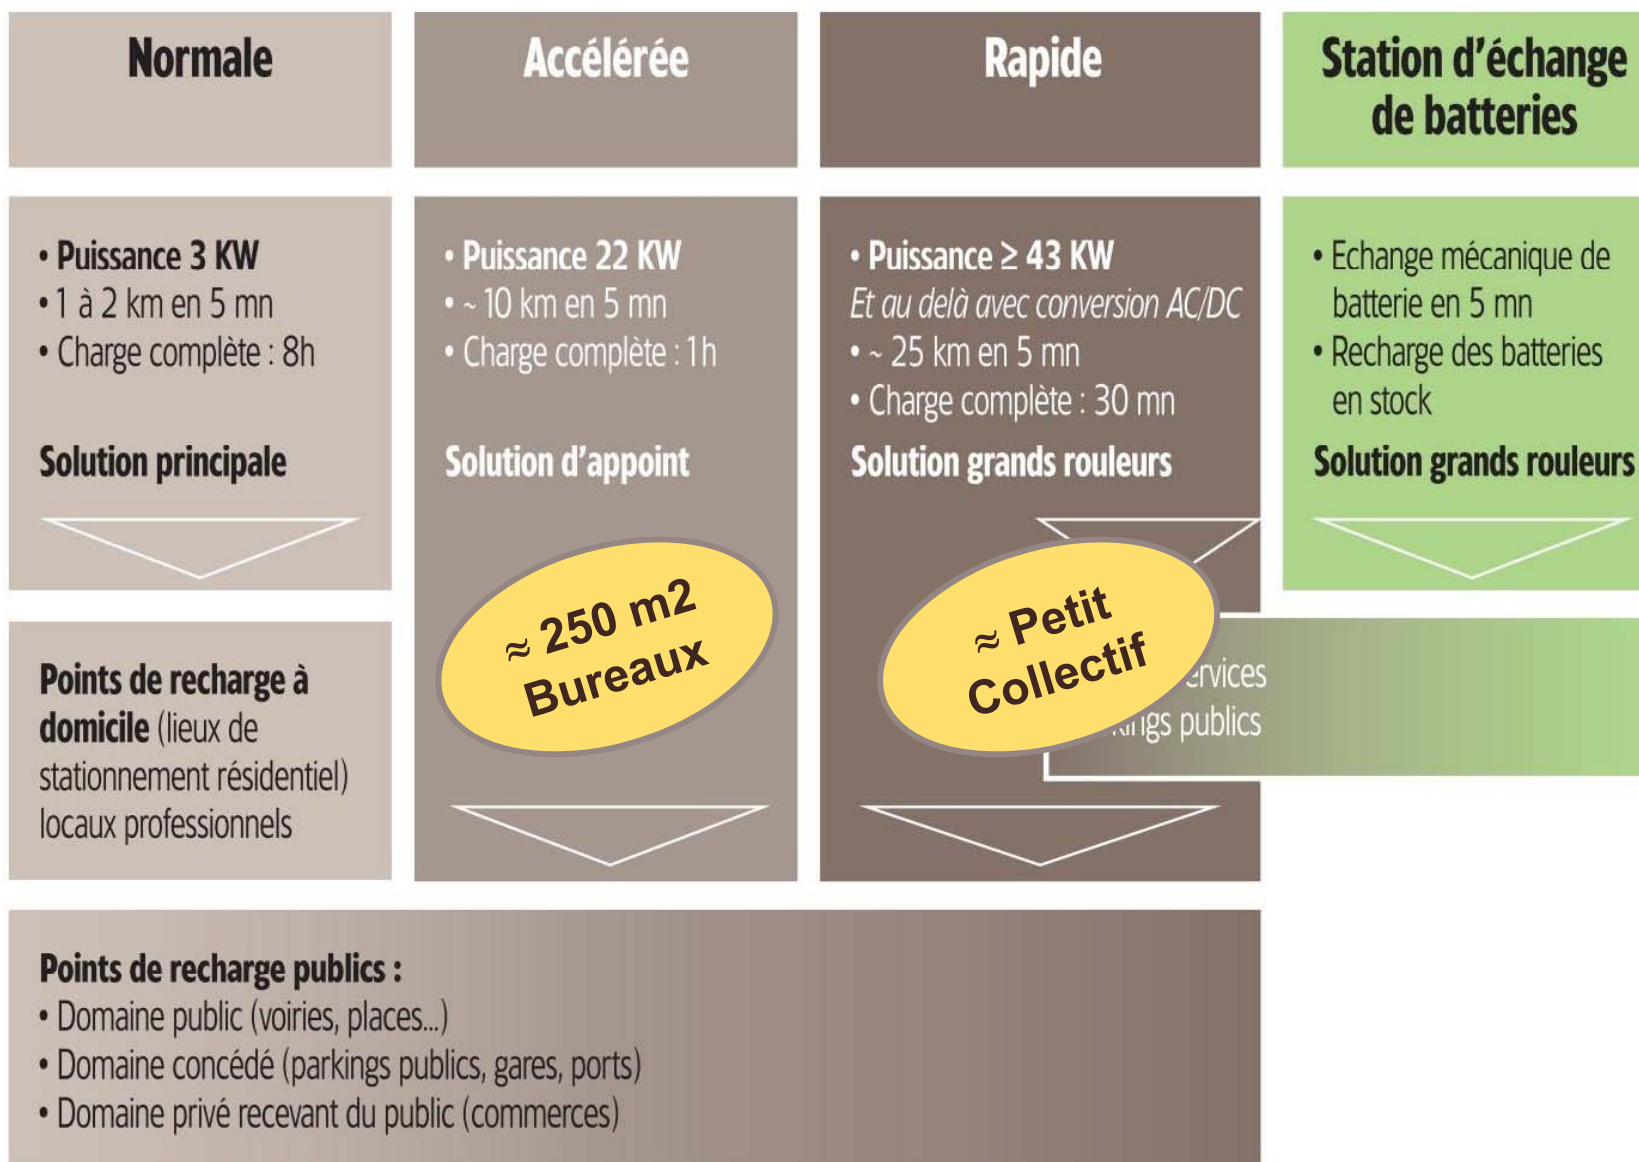 Normale
• Puissance 3 KW
• 1 à 2 km en 5 mn
• Charge complète : 8h
Solution principale
Points de recharge à
domicile (lieux de
stationnement résidentiel)
locaux professionnels
Accélérée
• Puissance 22 KW
• ~ 10 km en 5 mn
• Charge complète : 1h
Solution d'appoint
≈ 250 m2
Bureaux
Rapide
• Puissance ≥ 43 KW
Et au delà avec conversion AC/DC
• ~ 25 km en 5 mn
• Charge complète : 30 mn
Solution grands rouleurs
≈ Petit
Collectif
publics
Station d'échange
de batteries
• Echange mécanique de
batterie en 5 mn
• Recharge des batteries
en stock
Solution grands rouleurs
Points de recharge publics :
• Domaine public (voiries, places...)
• Domaine concédé (parkings publics, gares, ports)
• Domaine privé recevant du public (commerces)